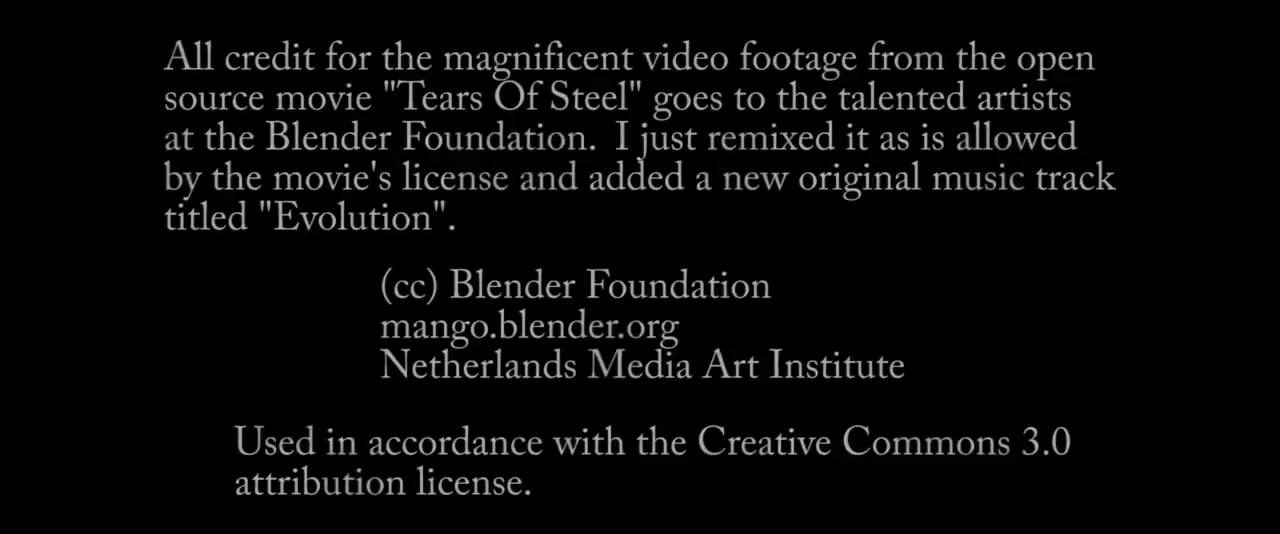 All credit for the magnificent video footage from the open
source movie "Tears Of Steel" goes to the talented artists
at the Blender Foundation.  I just remixed it as is allowed
by the movie's license and added a new original music track
titled "Evolution".
(cc) Blender Foundation
mango.blender.org
Netherlands Media Art Institute
Used in accordance with the Creative Commons 3.0
attribution license.